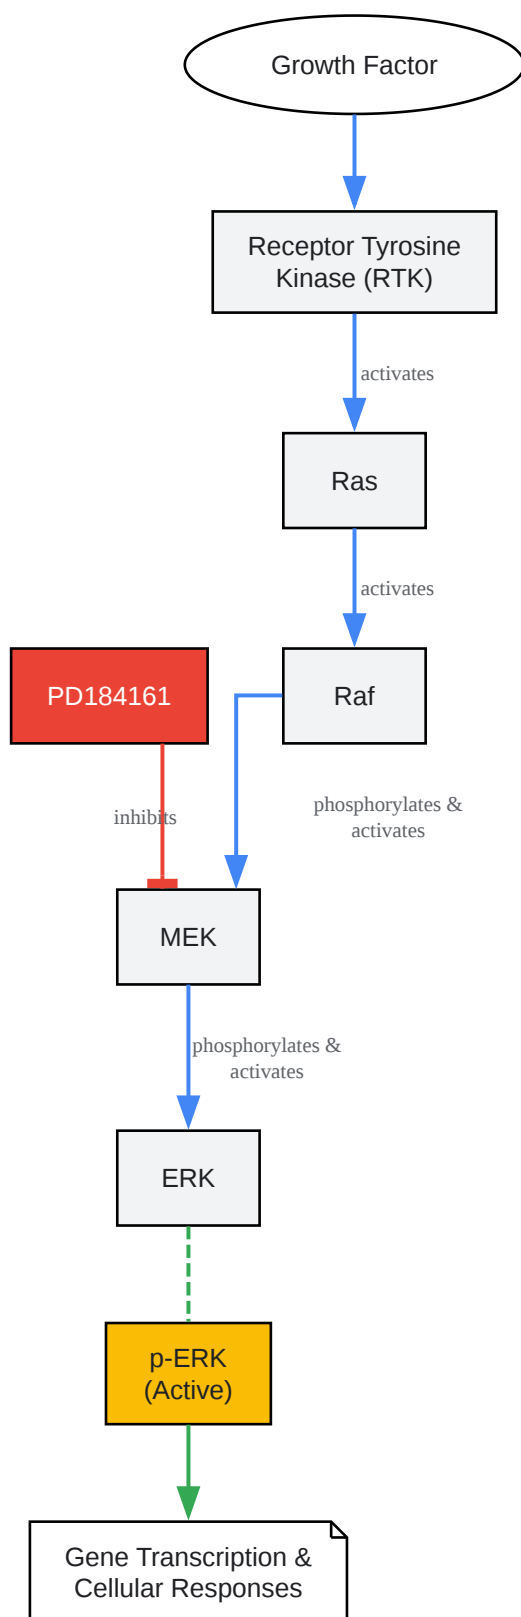 Growth Factor
Receptor Tyrosine
Kinase (RTK)
activates
Ras
activates
PD184161
Raf
inhibits
phosphorylates &
activates
MEK
phosphorylates &
activates
ERK
p-ERK
(Active)
Gene Transcription &
Cellular Responses